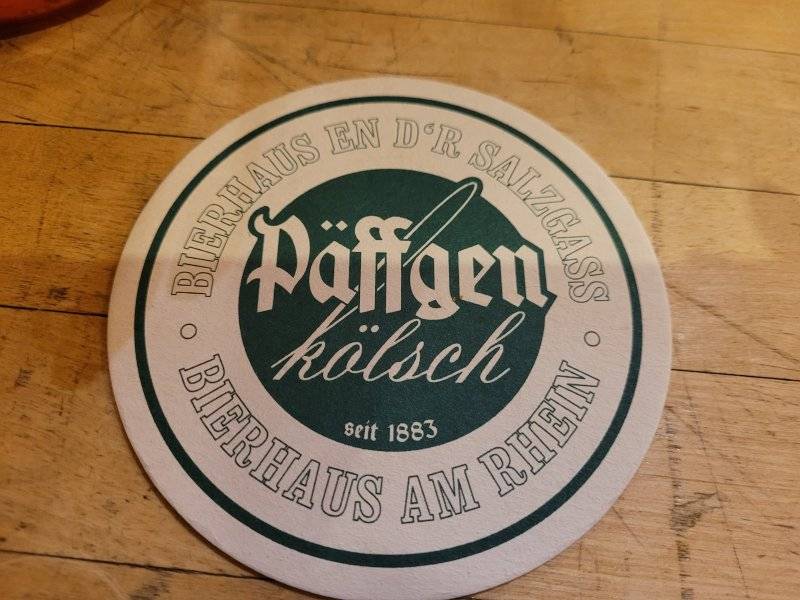 BIERHAUS EN D'R SALZGASS
Päffgen
kölsch
seit 1883
BIERHAUS AM RHEIN